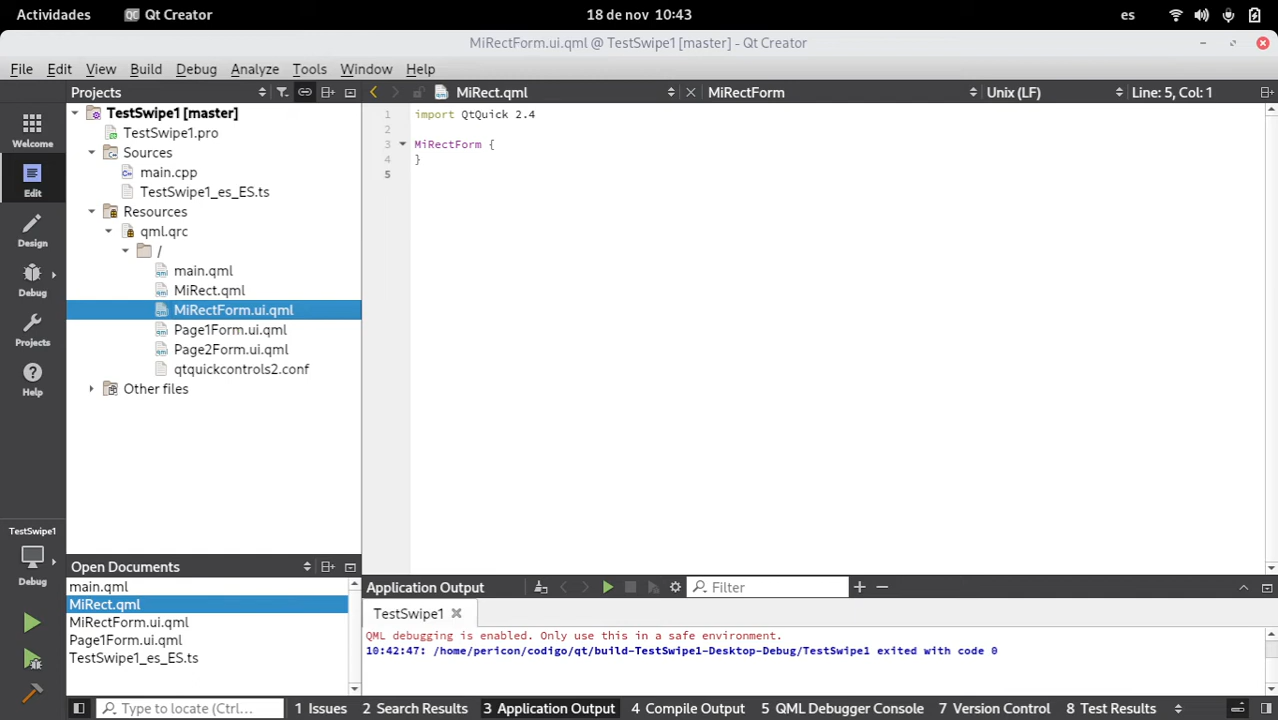 Actividades
Qt Creator
18 de nov 10:43
es
MiRectForm.ui.qml @ TestSwipe1 [master] - Qt Creator
File Edit View Build Debug Analyze Tools Window Help
Projects
MiRect.qml
MiRectForm
Unix (LF)
Line: 5, Col: 1
Welcome
Edit
Design
Debug
Projects
Help
TestSwipe1
Debug
TestSwipe1 [master]
TestSwipe1.pro
Sources
main.cpp
TestSwipe1_es_ES.ts
Resources
qml.qrc
/
main.qml
MiRect.qml
MiRectForm.ui.qml
Page1Form.ui.qml
Page2Form.ui.qml
qtquickcontrols2.conf
Other files
1 import QtQuick 2.4
2
3 MiRectForm {
4 }
5
Open Documents
main.qml
MiRect.qml
MiRectForm.ui.qml
Page1Form.ui.qml
TestSwipe1_es_ES.ts
Application Output
Filter
TestSwipe1
QML debugging is enabled. Only use this in a safe environment.
10:42:47: /home/pericon/codigo/qt/build-TestSwipe1-Desktop-Debug/TestSwipe1 exited with code 0
Type to locate (Ctrl...
1 Issues
2 Search Results
3 Application Output
4 Compile Output
5 QML Debugger Console
7 Version Control
8 Test Results